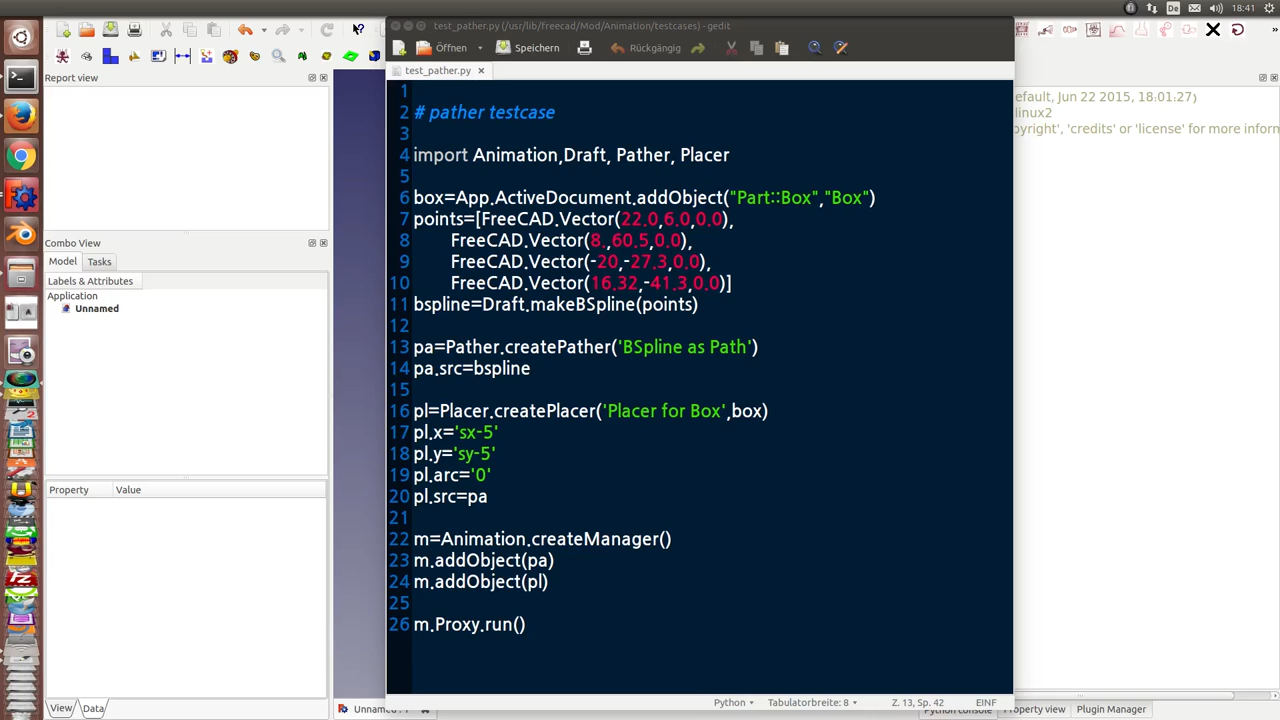 test_pather.py (/usr/lib/freecad/Mod/Animation/testcases) - gedit
De
18:41
Öffnen
Speichern
Rückgängig
test_pather.py
Report view
Combo View
Model
Tasks
Labels & Attributes
Application
Unnamed
Property
Value
View
Data
1
2 # pather testcase
3
4 import Animation,Draft, Pather, Placer
5
6 box=App.ActiveDocument.addObject("Part::Box","Box")
7 points=[FreeCAD.Vector(22.0,6.0,0.0),
8 FreeCAD.Vector(8.,60.5,0.0),
9 FreeCAD.Vector(-20,-27.3,0.0),
10 FreeCAD.Vector(16.32,-41.3,0.0)]
11 bspline=Draft.makeBSpline(points)
12
13 pa=Pather.createPather('BSpline as Path')
14 pa.src=bspline
15
16 pl=Placer.createPlacer('Placer for Box',box)
17 pl.x='sx-5'
18 pl.y='sy-5'
19 pl.arc='0'
20 pl.src=pa
21
22 m=Animation.createManager()
23 m.addObject(pa)
24 m.addObject(pl)
25
26 m.Proxy.run()
efault, Jun 22 2015, 18:01:27)
linux2
opyright', 'credits' or 'license' for more inform
Python
Tabulatorbreite: 8
Z. 13, Sp. 42
EINF
Unnamed : 1
Python console
Property view
Plugin Manager